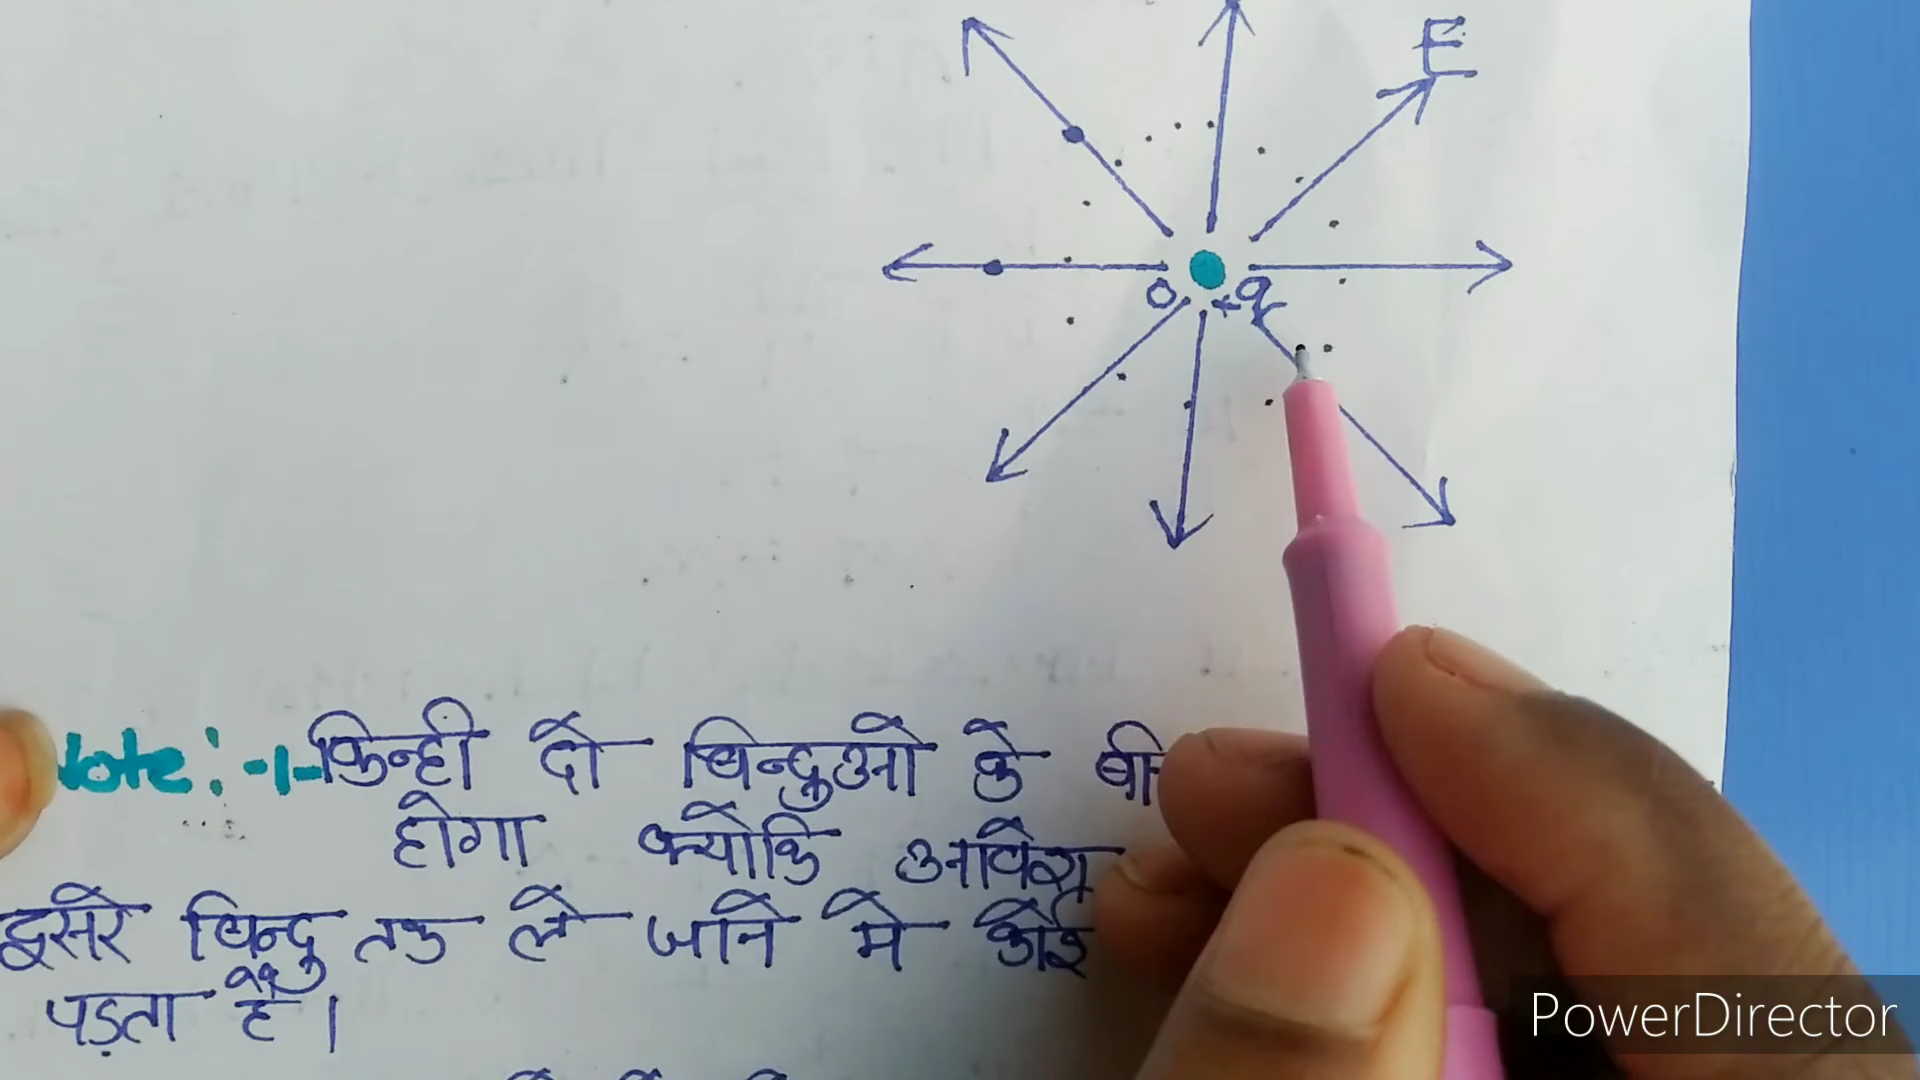 E
O +q
Note:-1- किन्ही दो बिन्दुओ के
होगा क्योकि आवेश
दूसरे बिन्दु तक ले जाने मे कोई
पड़ता है।
PowerDirector